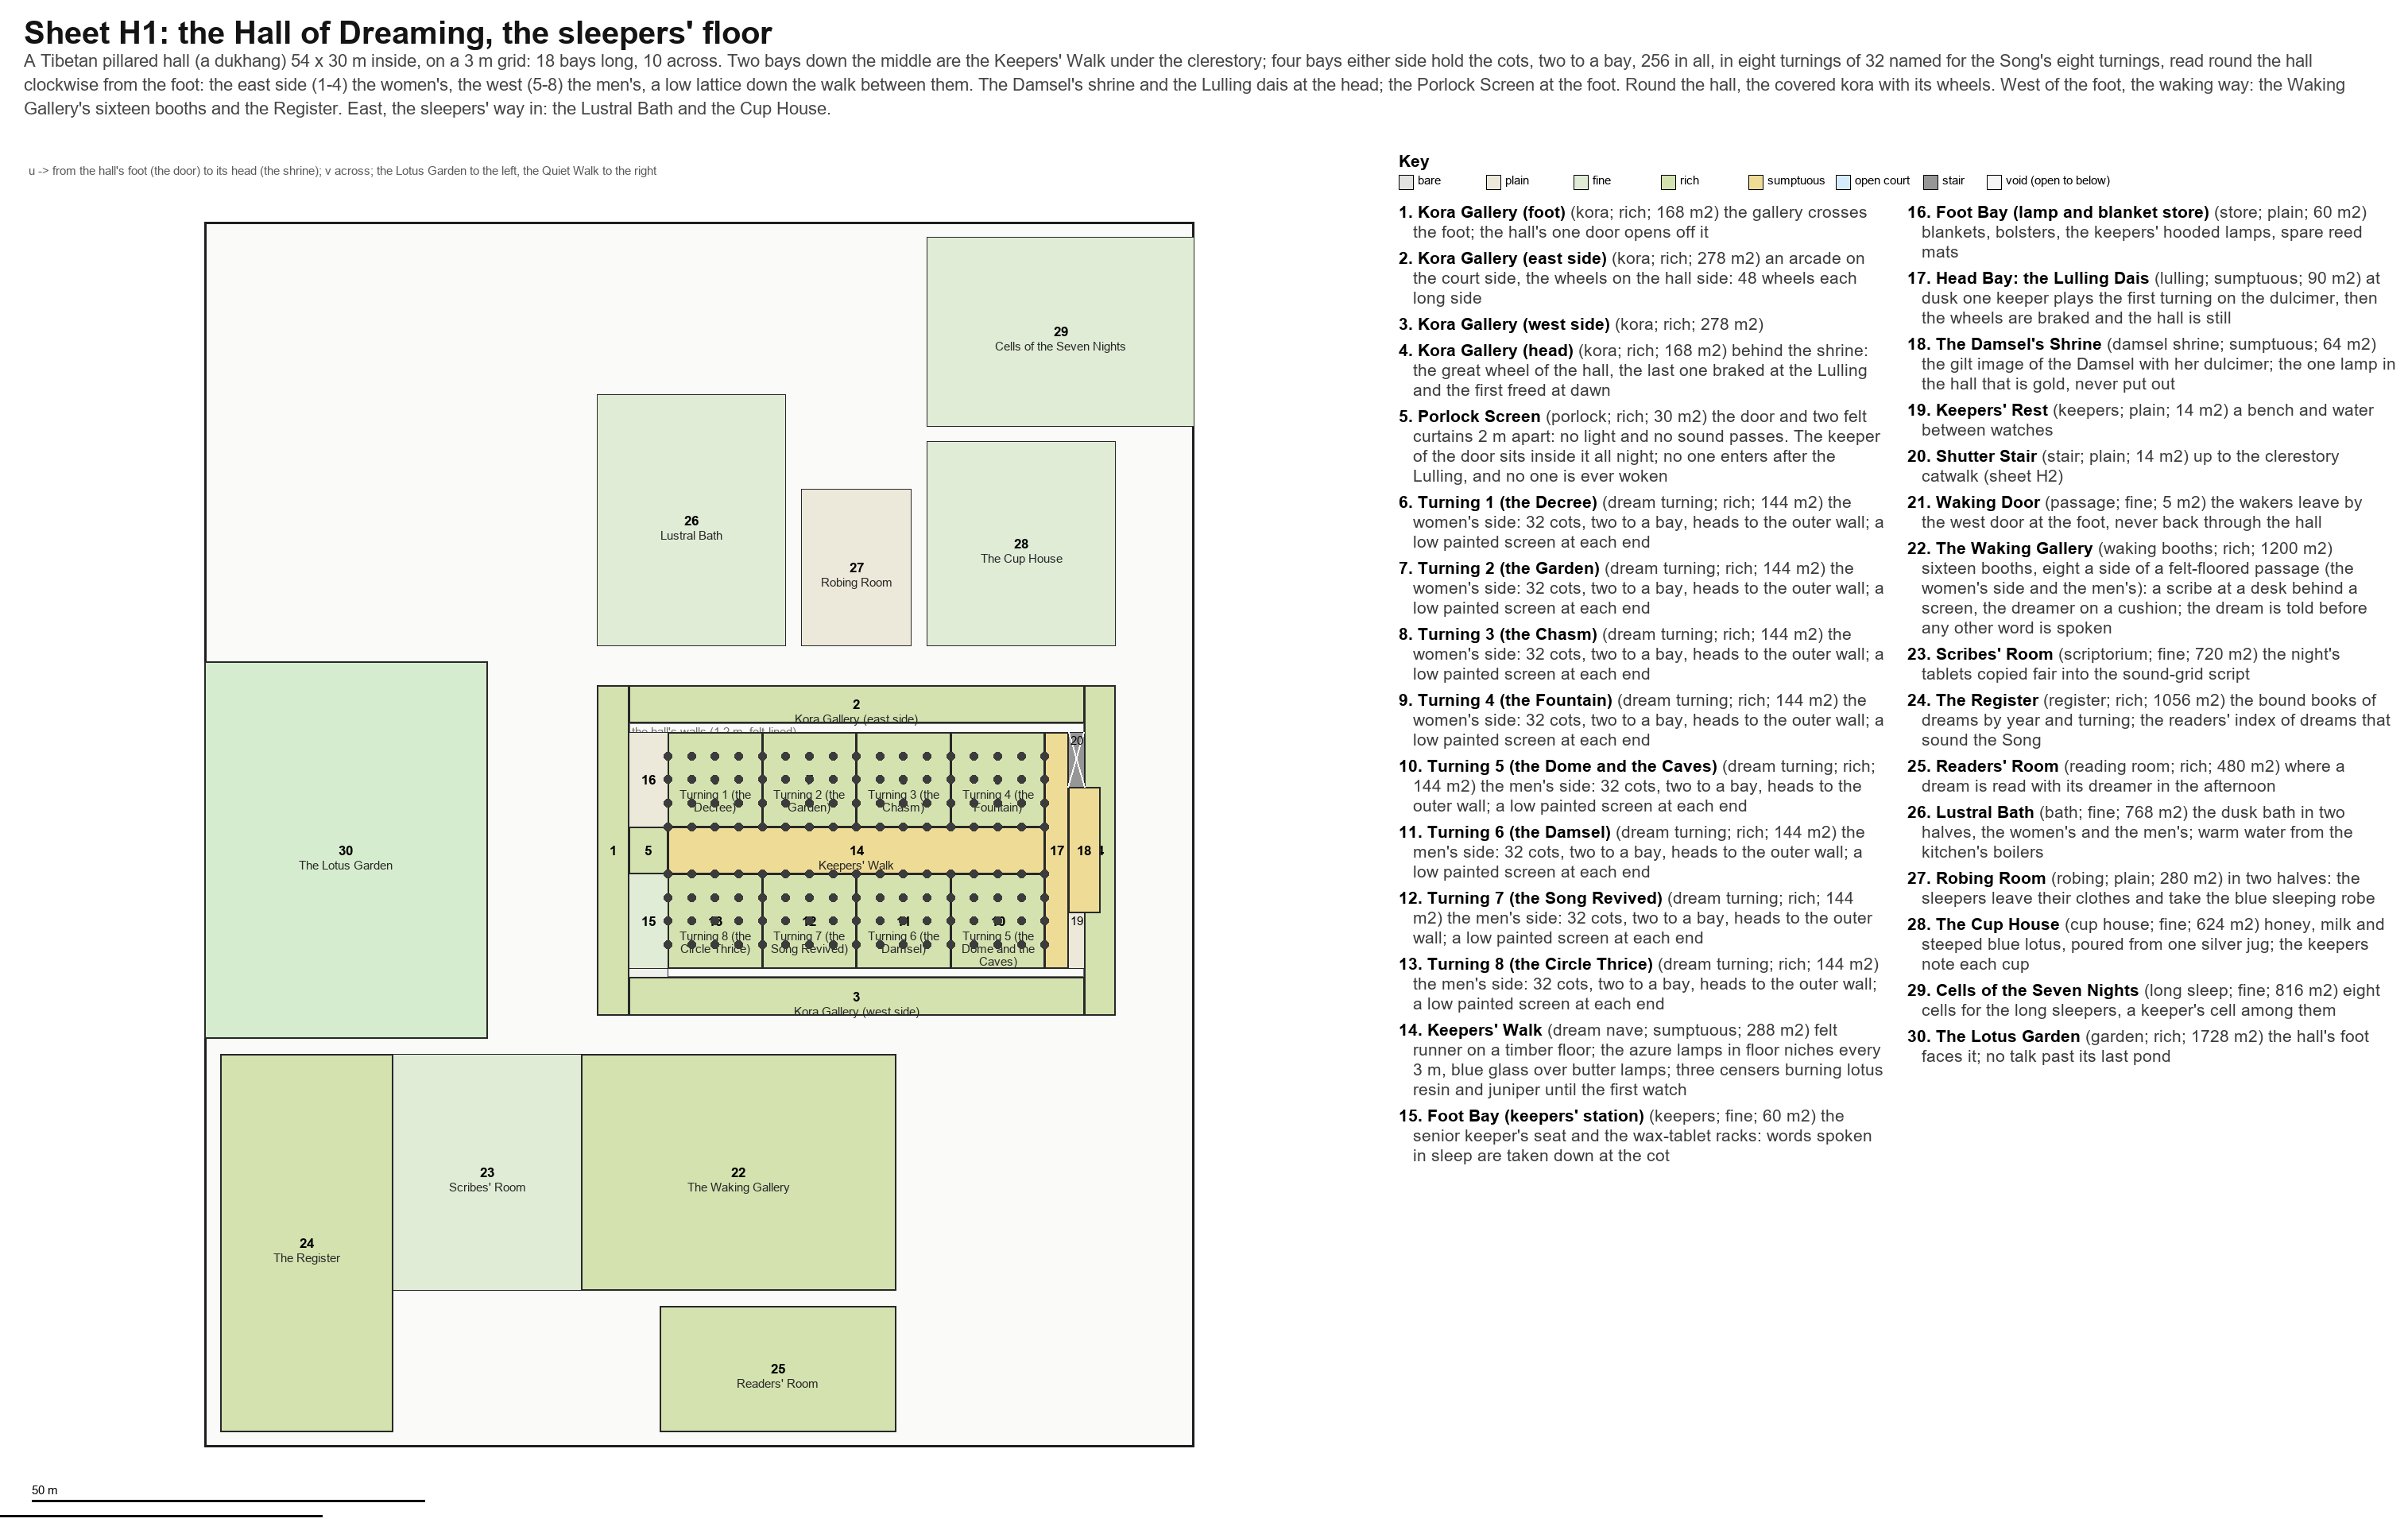 Sheet H1: the Hall of Dreaming, the sleepers' floor
A Tibetan pillared hall (a dukhang) 54 x 30 m inside, on a 3 m grid: 18 bays long, 10 across. Two bays down the middle are the Keepers' Walk under the clerestory; four bays either side hold the cots, two to a bay, 256 in all, in eight turnings of 32 named for the Song's eight turnings, read round the hall
clockwise from the foot: the east side (1-4) the women's, the west (5-8) the men's, a low lattice down the walk between them. The Damsel's shrine and the Lulling dais at the head; the Porlock Screen at the foot. Round the hall, the covered kora with its wheels. West of the foot, the waking way: the Waking
Gallery's sixteen booths and the Register. East, the sleepers' way in: the Lustral Bath and the Cup House.
u -> from the hall's foot (the door) to its head (the shrine); v across; the Lotus Garden to the left, the Quiet Walk to the right
29
Cells of the Seven Nights
26
Lustral Bath
27
Robing Room
28
The Cup House
30
The Lotus Garden
2
Kora Gallery (east side)
the hall's walls (1.2 m, felt-lined)
20
16
Turning 1 (the
Decree)
Turning 2 (the
Garden)
Turning 3 (the
Chasm)
Turning 4 (the
Fountain)
1
5
14
Keepers' Walk
17
18
4
15
13
Turning 8 (the
Circle Thrice)
12
Turning 7 (the
Song Revived)
11
Turning 6 (the
Damsel)
10
Turning 5 (the
Dome and the
Caves)
19
3
Kora Gallery (west side)
24
The Register
23
Scribes' Room
22
The Waking Gallery
25
Readers' Room
50 m
Key
bare
plain
fine
rich
sumptuous
open court
stair
void (open to below)
1. Kora Gallery (foot) (kora; rich; 168 m2) the gallery crosses
the foot; the hall's one door opens off it
2. Kora Gallery (east side) (kora; rich; 278 m2) an arcade on
the court side, the wheels on the hall side: 48 wheels each
long side
3. Kora Gallery (west side) (kora; rich; 278 m2)
4. Kora Gallery (head) (kora; rich; 168 m2) behind the shrine:
the great wheel of the hall, the last one braked at the Lulling
and the first freed at dawn
5. Porlock Screen (porlock; rich; 30 m2) the door and two felt
curtains 2 m apart: no light and no sound passes. The keeper
of the door sits inside it all night; no one enters after the
Lulling, and no one is ever woken
6. Turning 1 (the Decree) (dream turning; rich; 144 m2) the
women's side: 32 cots, two to a bay, heads to the outer wall; a
low painted screen at each end
7. Turning 2 (the Garden) (dream turning; rich; 144 m2) the
women's side: 32 cots, two to a bay, heads to the outer wall; a
low painted screen at each end
8. Turning 3 (the Chasm) (dream turning; rich; 144 m2) the
women's side: 32 cots, two to a bay, heads to the outer wall; a
low painted screen at each end
9. Turning 4 (the Fountain) (dream turning; rich; 144 m2) the
women's side: 32 cots, two to a bay, heads to the outer wall; a
low painted screen at each end
10. Turning 5 (the Dome and the Caves) (dream turning; rich;
144 m2) the men's side: 32 cots, two to a bay, heads to the
outer wall; a low painted screen at each end
11. Turning 6 (the Damsel) (dream turning; rich; 144 m2) the
men's side: 32 cots, two to a bay, heads to the outer wall; a
low painted screen at each end
12. Turning 7 (the Song Revived) (dream turning; rich; 144
m2) the men's side: 32 cots, two to a bay, heads to the outer
wall; a low painted screen at each end
13. Turning 8 (the Circle Thrice) (dream turning; rich; 144 m2)
the men's side: 32 cots, two to a bay, heads to the outer wall;
a low painted screen at each end
14. Keepers' Walk (dream nave; sumptuous; 288 m2) felt
runner on a timber floor; the azure lamps in floor niches every
3 m, blue glass over butter lamps; three censers burning lotus
resin and juniper until the first watch
15. Foot Bay (keepers' station) (keepers; fine; 60 m2) the
senior keeper's seat and the wax-tablet racks: words spoken
in sleep are taken down at the cot
16. Foot Bay (lamp and blanket store) (store; plain; 60 m2)
blankets, bolsters, the keepers' hooded lamps, spare reed
mats
17. Head Bay: the Lulling Dais (lulling; sumptuous; 90 m2) at
dusk one keeper plays the first turning on the dulcimer, then
the wheels are braked and the hall is still
18. The Damsel's Shrine (damsel shrine; sumptuous; 64 m2)
the gilt image of the Damsel with her dulcimer; the one lamp in
the hall that is gold, never put out
19. Keepers' Rest (keepers; plain; 14 m2) a bench and water
between watches
20. Shutter Stair (stair; plain; 14 m2) up to the clerestory
catwalk (sheet H2)
21. Waking Door (passage; fine; 5 m2) the wakers leave by
the west door at the foot, never back through the hall
22. The Waking Gallery (waking booths; rich; 1200 m2)
sixteen booths, eight a side of a felt-floored passage (the
women's side and the men's): a scribe at a desk behind a
screen, the dreamer on a cushion; the dream is told before
any other word is spoken
23. Scribes' Room (scriptorium; fine; 720 m2) the night's
tablets copied fair into the sound-grid script
24. The Register (register; rich; 1056 m2) the bound books of
dreams by year and turning; the readers' index of dreams that
sound the Song
25. Readers' Room (reading room; rich; 480 m2) where a
dream is read with its dreamer in the afternoon
26. Lustral Bath (bath; fine; 768 m2) the dusk bath in two
halves, the women's and the men's; warm water from the
kitchen's boilers
27. Robing Room (robing; plain; 280 m2) in two halves: the
sleepers leave their clothes and take the blue sleeping robe
28. The Cup House (cup house; fine; 624 m2) honey, milk and
steeped blue lotus, poured from one silver jug; the keepers
note each cup
29. Cells of the Seven Nights (long sleep; fine; 816 m2) eight
cells for the long sleepers, a keeper's cell among them
30. The Lotus Garden (garden; rich; 1728 m2) the hall's foot
faces it; no talk past its last pond